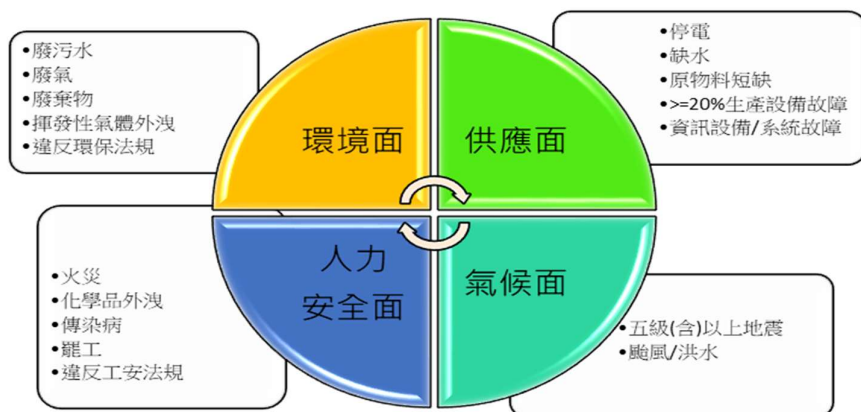 •廢污水
•廢氣
•廢棄物
•揮發性氣體外洩
•違反環保法規
環境面
供應面
•停電
•缺水
•原物料短缺
•>=20%生產設備故障
•資訊設備/系統故障
•火災
•化學品外洩
•傳染病
•罷工
•違反工安法規
人力
安全面
氣候面
•五級(含)以上地震
•颱風/洪水